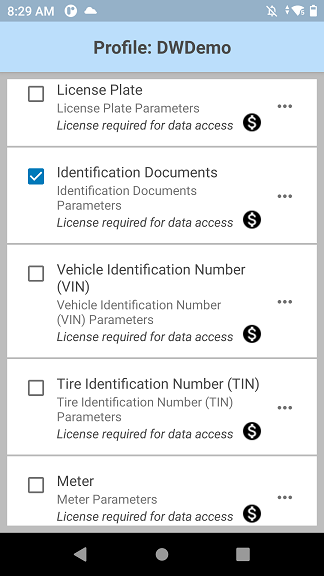 8:29 AM
Profile: DWDemo
License Plate
License Plate Parameters
License required for data access
Identification Documents
Identification Documents
Parameters
License required for data access
Vehicle Identification Number
(VIN)
Vehicle Identification Number
(VIN) Parameters
License required for data access
Tire Identification Number (TIN)
Tire Identification Number (TIN)
Parameters
License required for data access
Meter
Meter Parameters
License required for data access